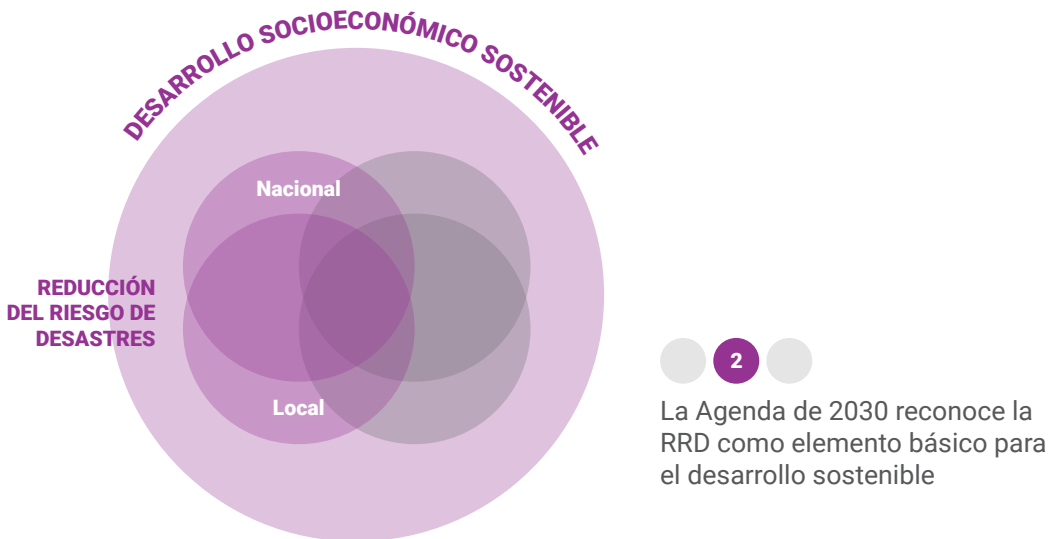 DESARROLLO SOCIOECONÓMICO SOSTENIBLE
Nacional
REDUCCIÓN
DEL RIESGO DE
DESASTRES
Local
2
La Agenda de 2030 reconoce la
RRD como elemento básico para
el desarrollo sostenible